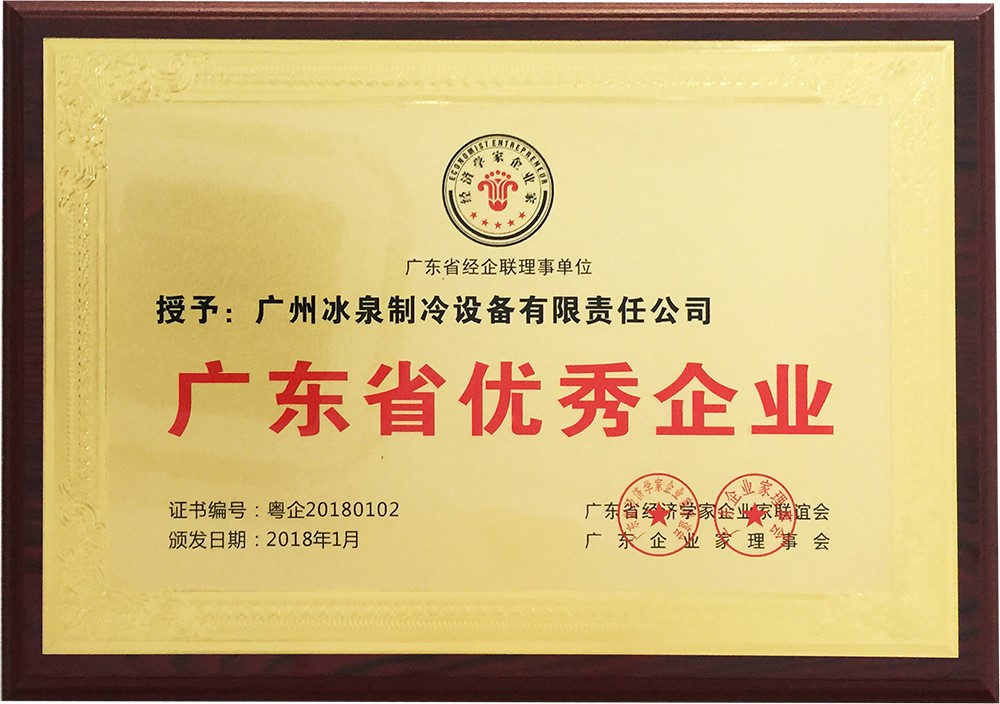 ECONOMIST ENTREPRENEUR
经济学家企业家
广东省经企联理事单位
授予：广州冰泉制冷设备有限责任公司
广东省优秀企业
证书编号：粤企20180102
颁发日期：2018年1月
广东省经济学家企业家联谊会
广东企业家理事会